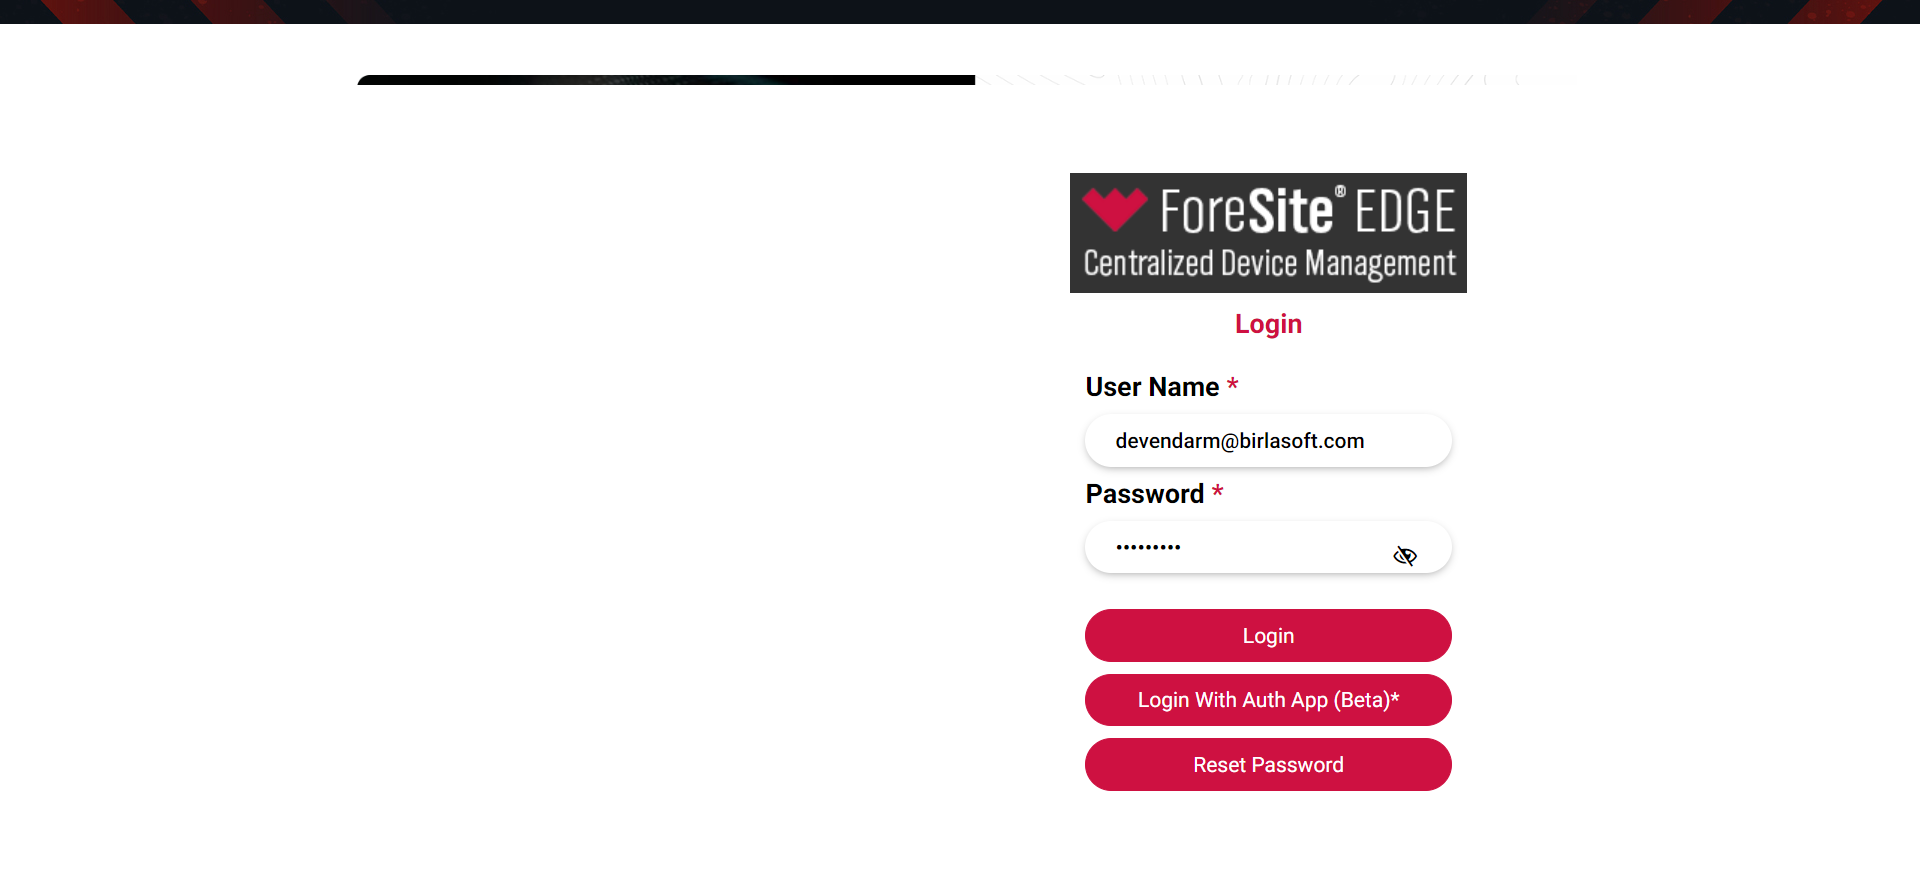 ForeSite® EDGE
Centralized Device Management
Login
User Name *
devendarm@birlasoft.com
Password *
•••••••••
Login
Login With Auth App (Beta)*
Reset Password